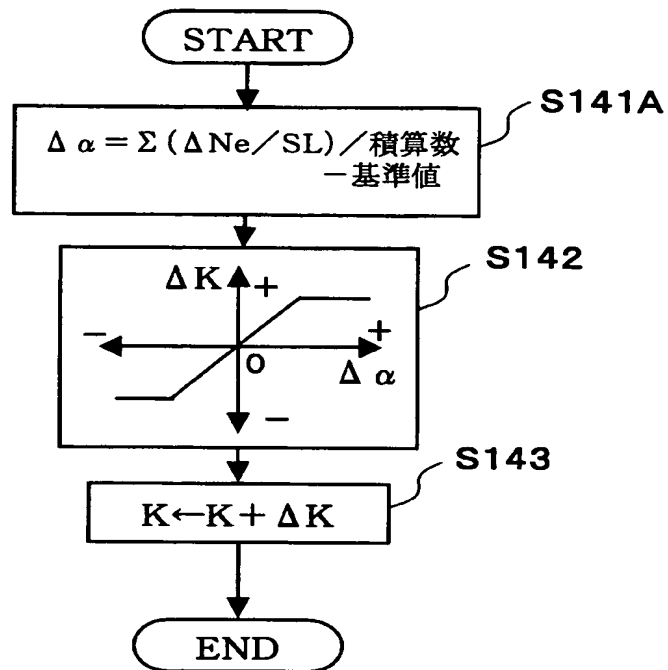 START
S141A
Δα=Σ(ΔNe/SL)/積算数
－基準値
S142
ΔK
+
－
+
0
Δα
－
S143
K←K+ΔK
END